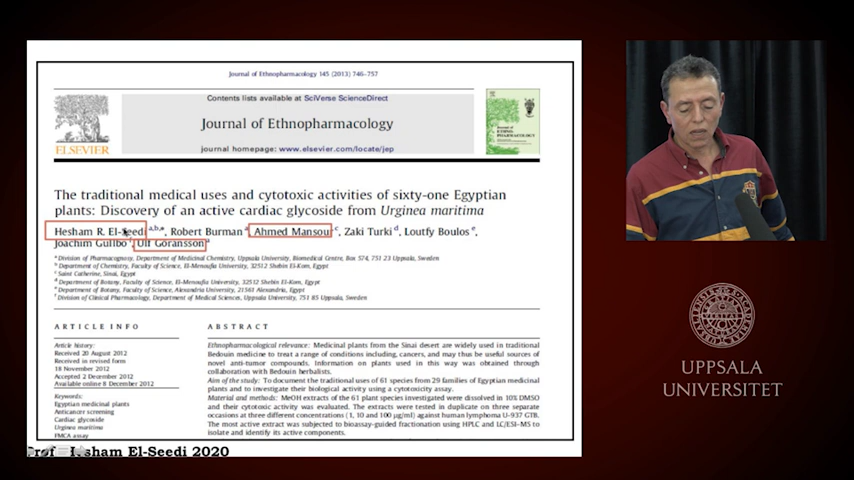 Journal of Ethnopharmacology 145 (2013) 746–757
Contents lists available at SciVerse ScienceDirect
Journal of Ethnopharmacology
journal homepage: www.elsevier.com/locate/jep
ELSEVIER
The traditional medical uses and cytotoxic activities of sixty-one Egyptian
plants: Discovery of an active cardiac glycoside from Urginea maritima
Hesham R. El-Seedi a,b,*, Robert Burman a, Ahmed Mansour c, Zaki Turki d, Loutfy Boulos e,
Joachim Gullbo f, Ulf Göransson a
a Division of Pharmacognosy, Department of Medicinal Chemistry, Uppsala University, Biomedical Centre, Box 574, 751 23 Uppsala, Sweden
b Department of Chemistry, Faculty of Science, El-Menoufia University, 32512 Shebin El-Kom, Egypt
c Saint Catherine, Sinai, Egypt
d Department of Botany, Faculty of Science, El-Menoufia University, 32512 Shebin El-Kom, Egypt
e Department of Botany, Faculty of Science, Alexandria University, 21561 Alexandria, Egypt
f Division of Clinical Pharmacology, Department of Medical Sciences, Uppsala University, 751 85 Uppsala, Sweden
ARTICLE INFO
Article history:
Received 20 August 2012
Received in revised form
18 November 2012
Accepted 2 December 2012
Available online 8 December 2012
Keywords:
Egyptian medicinal plants
Anticancer screening
Cardiac glycoside
Urginea maritima
FMCA assay
ABSTRACT
Ethnopharmacological relevance: Medicinal plants from the Sinai desert are widely used in traditional
Bedouin medicine to treat a range of conditions including, cancers, and may thus be useful sources of
novel anti-tumor compounds. Information on plants used in this way was obtained through
collaboration with Bedouin herbalists.
Aim of the study: To document the traditional uses of 61 species from 29 families of Egyptian medicinal
plants and to investigate their biological activity using a cytotoxicity assay.
Material and methods: MeOH extracts of the 61 plant species investigated were dissolved in 10% DMSO
and their cytotoxic activity was evaluated. The extracts were tested in duplicate on three separate
occasions at three different concentrations (1, 10 and 100 μg/ml) against human lymphoma U-937 GTB.
The most active extract was subjected to bioassay-guided fractionation using HPLC and LC/ESI-MS to
isolate and identify its active components.
Prof Hesham El-Seedi 2020
UPPSALA
UNIVERSITET